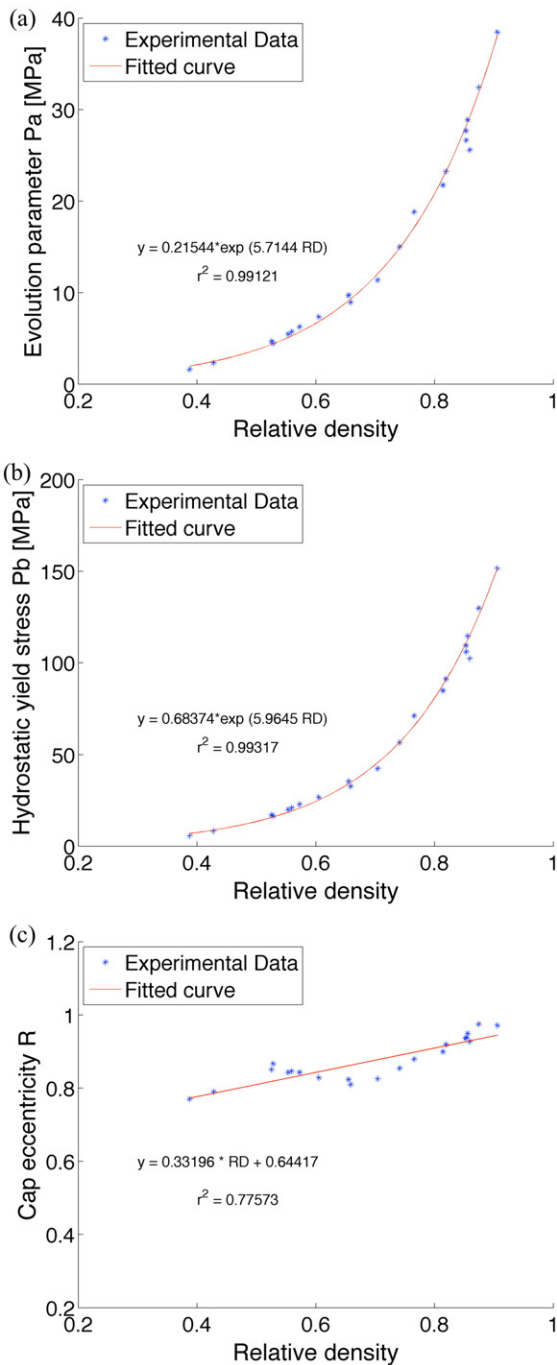 (a)
Experimental Data
Fitted curve
40
30
20
10
0
Evolution parameter Pa [MPa]
y = 0.21544*exp (5.7144 RD)
r² = 0.99121
0.2 0.4 0.6 0.8 1
Relative density
(b)
Experimental Data
Fitted curve
200
150
100
50
0
Hydrostatic yield stress Pb [MPa]
y = 0.68374*exp (5.9645 RD)
r² = 0.99317
0.2 0.4 0.6 0.8 1
Relative density
(c)
Experimental Data
Fitted curve
1.2
1
0.8
0.6
0.4
0.2
Cap eccentricity R
y = 0.33196 * RD + 0.64417
r² = 0.77573
0.2 0.4 0.6 0.8 1
Relative density